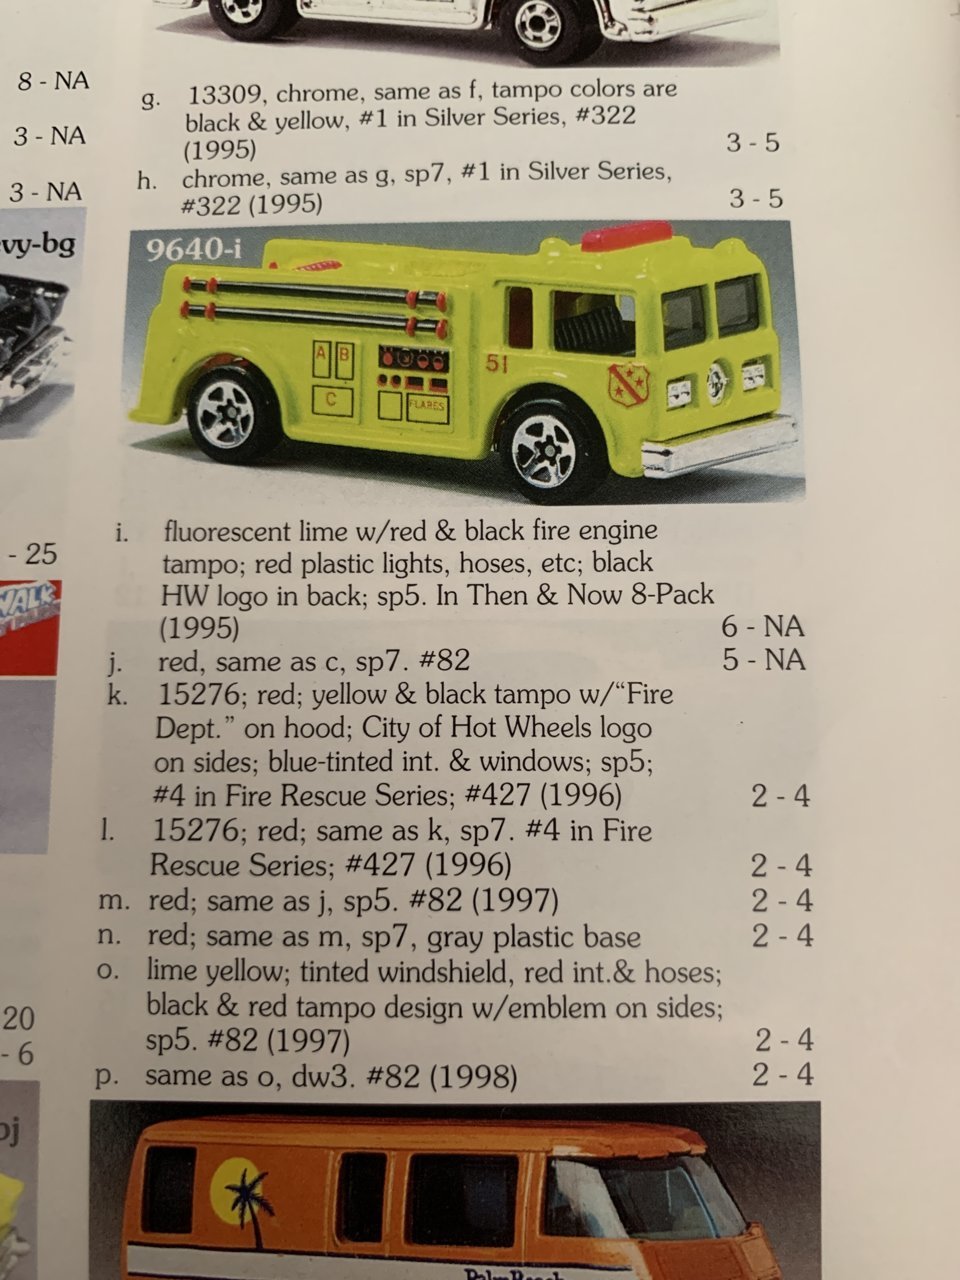 8 - NA
3 - NA
3 - NA
vy-bg
- 25
WALK
20
- 6
g. 13309, chrome, same as f, tampo colors are
black & yellow, #1 in Silver Series, #322
(1995) 3 - 5
h. chrome, same as g, sp7, #1 in Silver Series,
#322 (1995) 3 - 5
9640-i
A B
C
FLARES
51
i. fluorescent lime w/red & black fire engine
tampo; red plastic lights, hoses, etc; black
HW logo in back; sp5. In Then & Now 8-Pack
(1995) 6 - NA
j. red, same as c, sp7. #82 5 - NA
k. 15276; red; yellow & black tampo w/“Fire
Dept.” on hood; City of Hot Wheels logo
on sides; blue-tinted int. & windows; sp5;
#4 in Fire Rescue Series; #427 (1996) 2 - 4
l. 15276; red; same as k, sp7. #4 in Fire
Rescue Series; #427 (1996) 2 - 4
m. red; same as j, sp5. #82 (1997) 2 - 4
n. red; same as m, sp7, gray plastic base 2 - 4
o. lime yellow; tinted windshield, red int.& hoses;
black & red tampo design w/emblem on sides;
sp5. #82 (1997) 2 - 4
p. same as o, dw3. #82 (1998) 2 - 4
Palm Beach